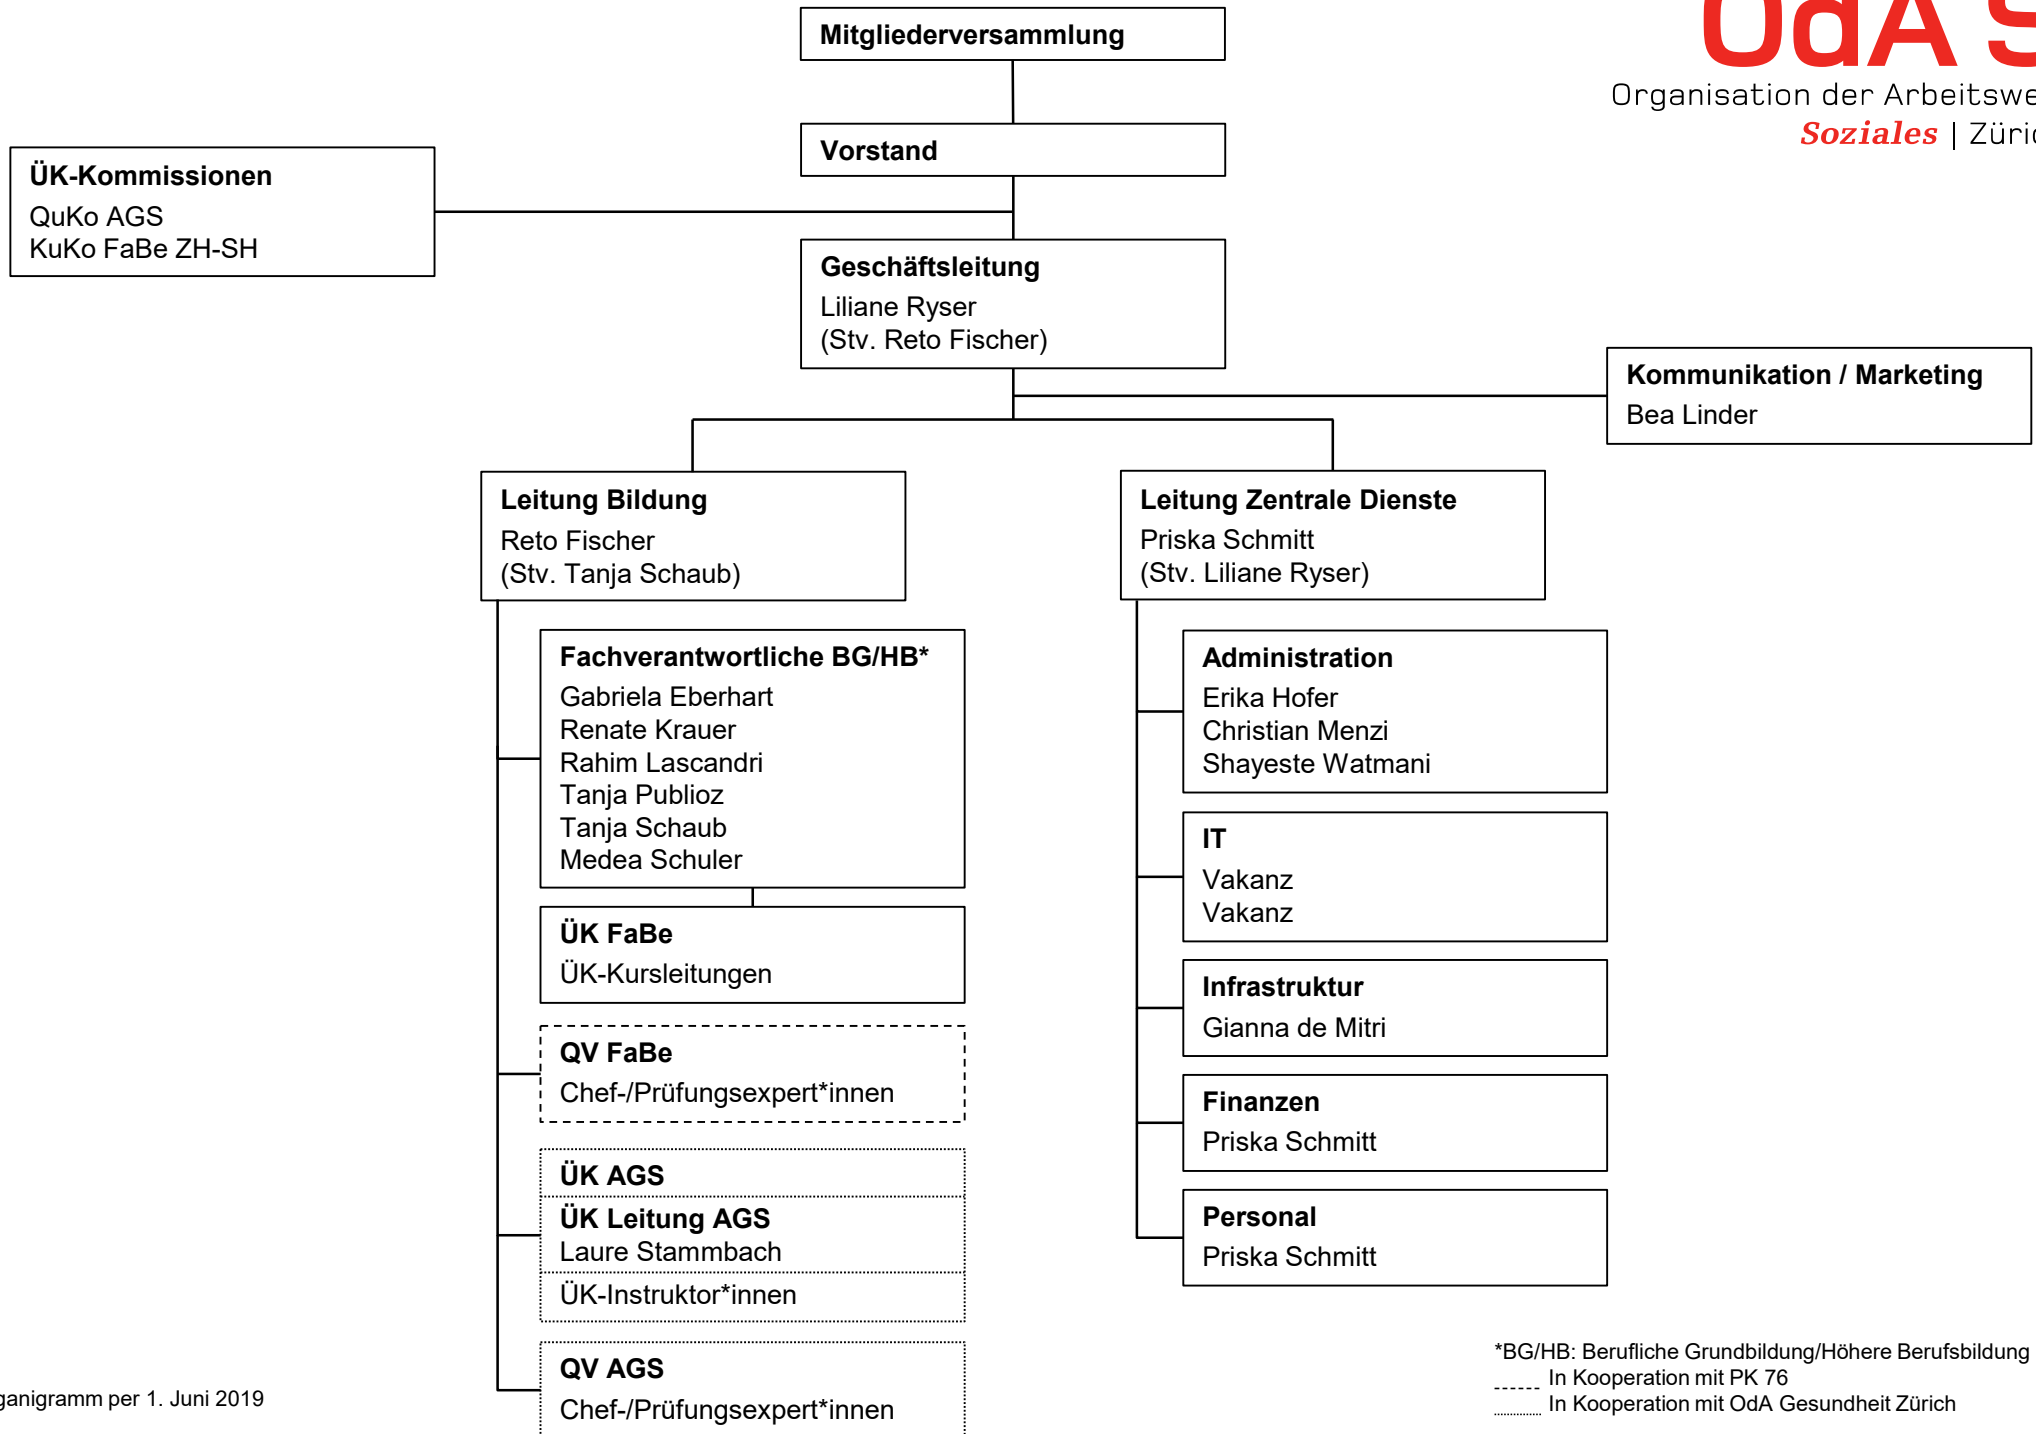 Mitgliederversammlung
OdA S
Organisation der Arbeitswe
Soziales | Züric
Vorstand
ÜK-Kommissionen
QuKo AGS
KuKo FaBe ZH-SH
Geschäftsleitung
Liliane Ryser
(Stv. Reto Fischer)
Kommunikation / Marketing
Bea Linder
Leitung Bildung
Reto Fischer
(Stv. Tanja Schaub)
Leitung Zentrale Dienste
Priska Schmitt
(Stv. Liliane Ryser)
Fachverantwortliche BG/HB*
Gabriela Eberhart
Renate Krauer
Rahim Lascandri
Tanja Publioz
Tanja Schaub
Medea Schuler
ÜK FaBe
ÜK-Kursleitungen
QV FaBe
Chef-/Prüfungsexpert*innen
ÜK AGS
ÜK Leitung AGS
Laure Stammbach
ÜK-Instruktor*innen
QV AGS
Chef-/Prüfungsexpert*innen
Administration
Erika Hofer
Christian Menzi
Shayeste Watmani
IT
Vakanz
Vakanz
Infrastruktur
Gianna de Mitri
Finanzen
Priska Schmitt
Personal
Priska Schmitt
*BG/HB: Berufliche Grundbildung/Höhere Berufsbildung
In Kooperation mit PK 76
In Kooperation mit OdA Gesundheit Zürich
ganigramm per 1. Juni 2019